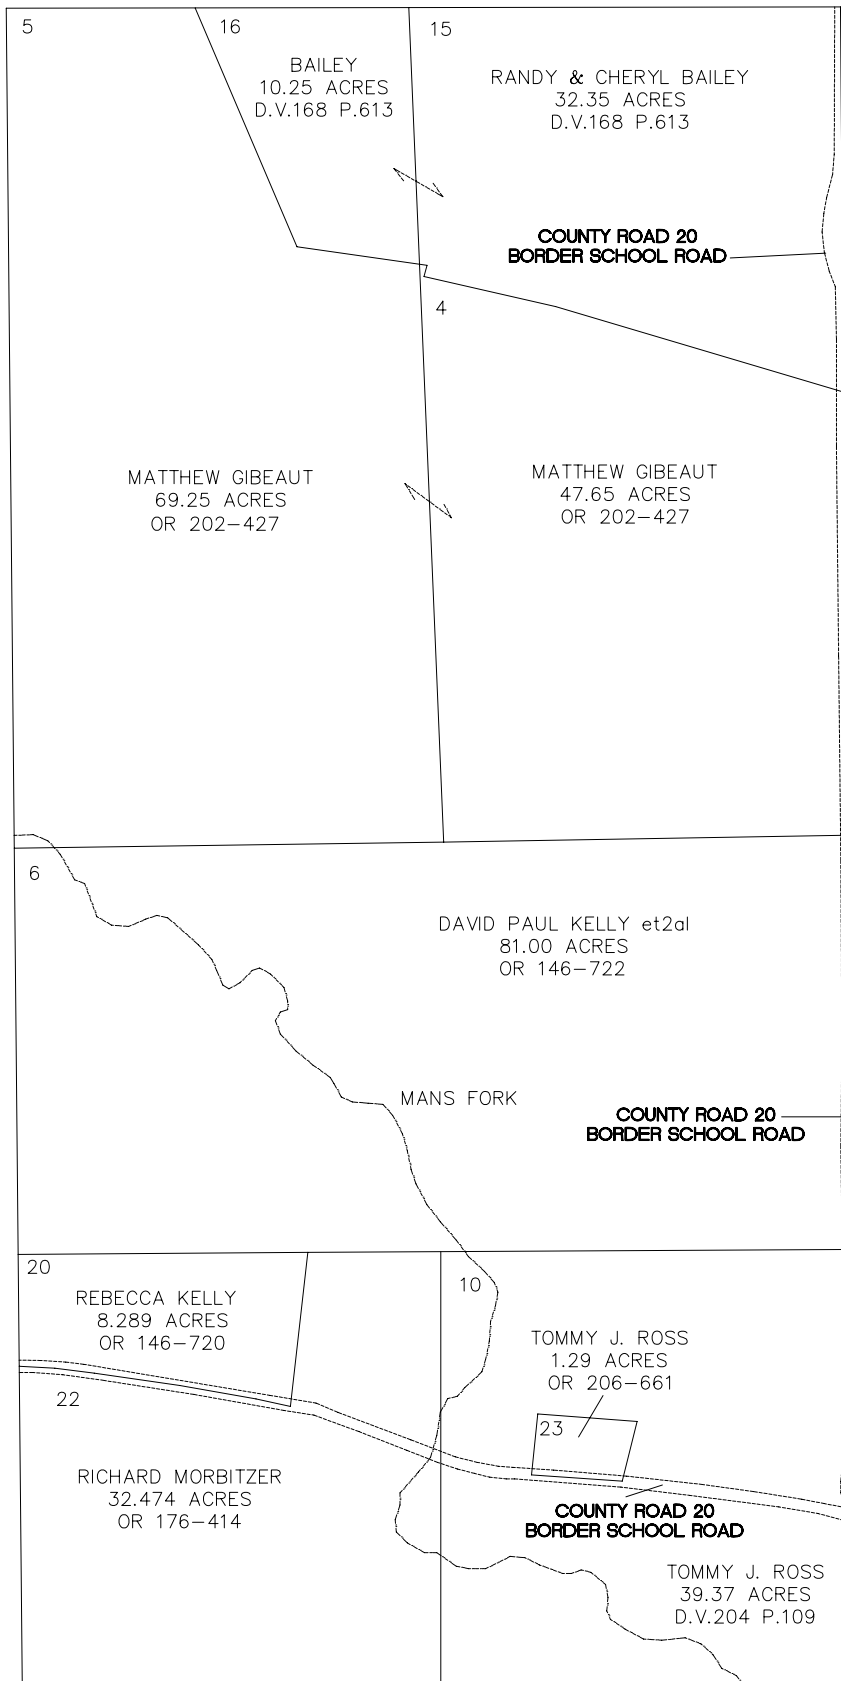 5
16
15
BAILEY
10.25 ACRES
D.V.168 P.613
RANDY & CHERYL BAILEY
32.35 ACRES
D.V.168 P.613
COUNTY ROAD 20
BORDER SCHOOL ROAD
4
MATTHEW GIBEAUT
69.25 ACRES
OR 202-427
MATTHEW GIBEAUT
47.65 ACRES
OR 202-427
6
DAVID PAUL KELLY et2al
81.00 ACRES
OR 146-722
MANS FORK
COUNTY ROAD 20
BORDER SCHOOL ROAD
20
REBECCA KELLY
8.289 ACRES
OR 146-720
10
TOMMY J. ROSS
1.29 ACRES
OR 206-661
22
23
RICHARD MORBITZER
32.474 ACRES
OR 176-414
COUNTY ROAD 20
BORDER SCHOOL ROAD
TOMMY J. ROSS
39.37 ACRES
D.V.204 P.109